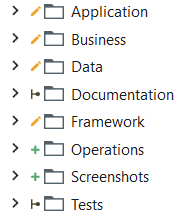 Application
Business
Data
Documentation
Framework
Operations
Screenshots
Tests